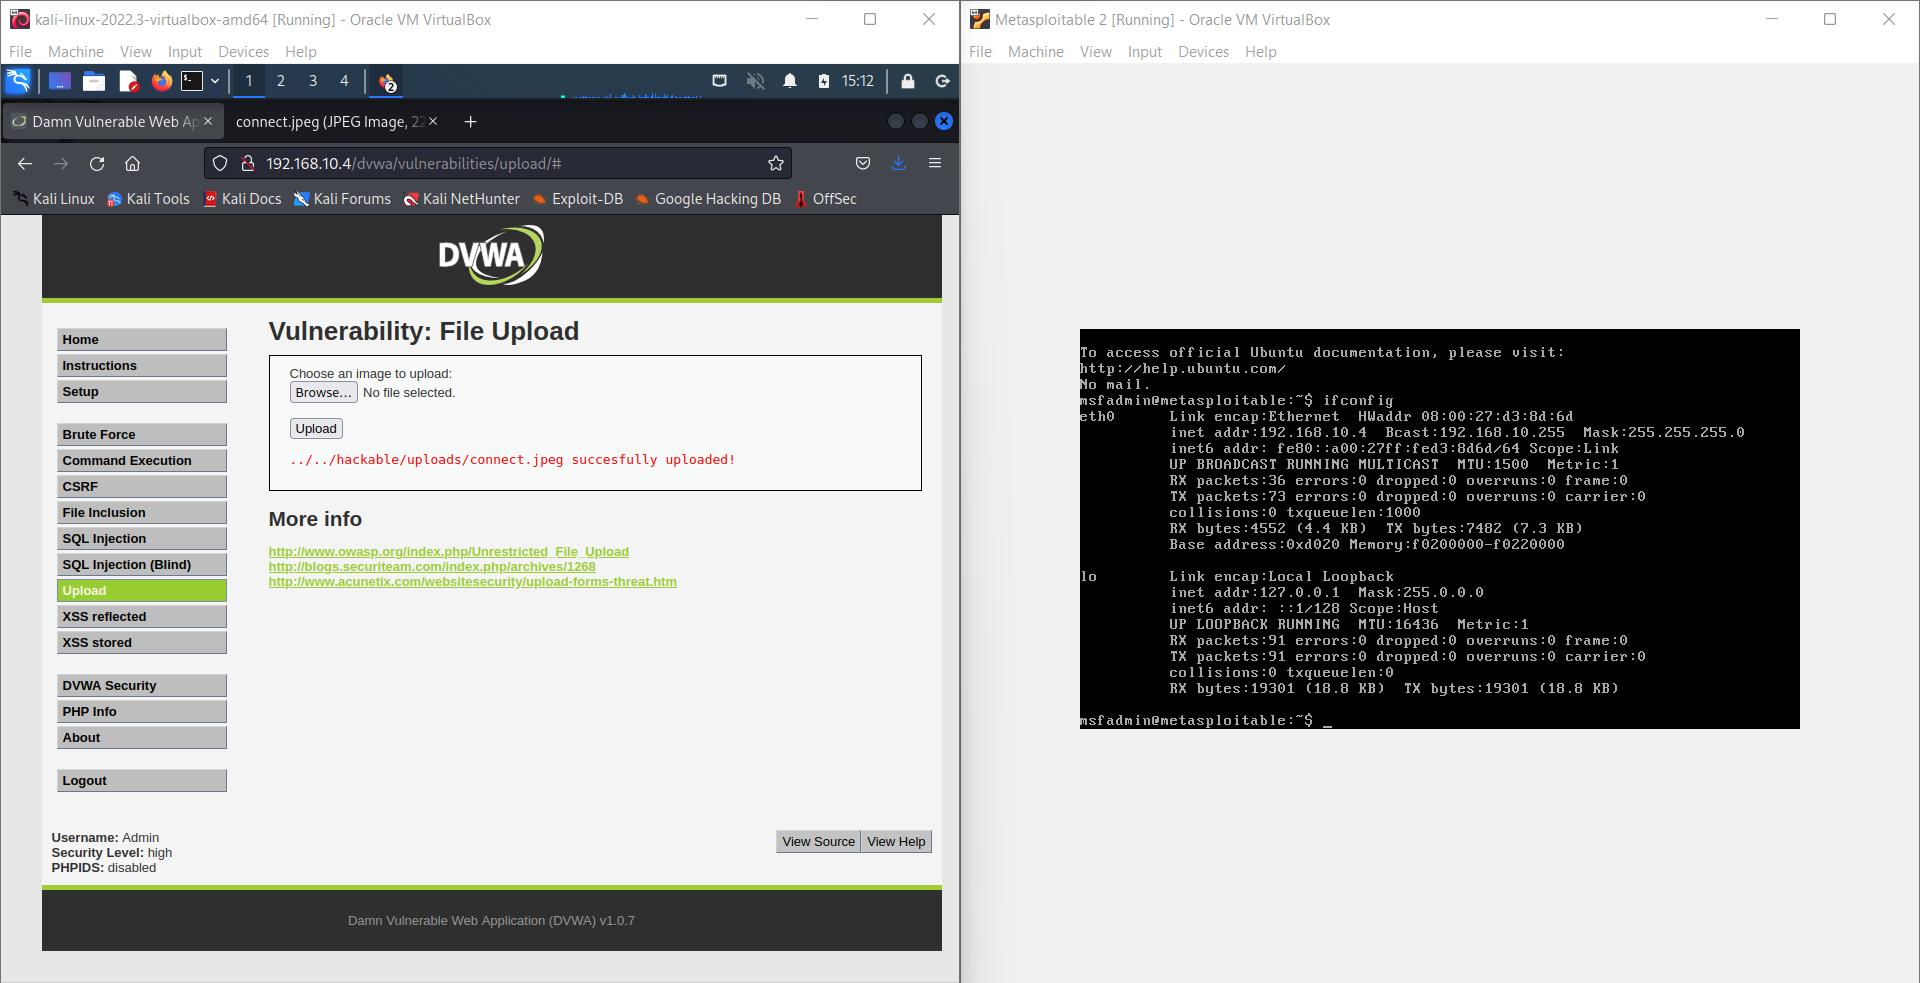 kali-linux-2022.3-virtualbox-amd64 [Running] - Oracle VM VirtualBox
File Machine View Input Devices Help
1 2 3 4 2 15:12
Damn Vulnerable Web Ap connect.jpeg (JPEG Image, 22
192.168.10.4/dvwa/vulnerabilities/upload/#
Kali Linux Kali Tools Kali Docs Kali Forums Kali NetHunter Exploit-DB Google Hacking DB OffSec
DVWA
Home
Instructions
Setup
Brute Force
Command Execution
CSRF
File Inclusion
SQL Injection
SQL Injection (Blind)
Upload
XSS reflected
XSS stored
DVWA Security
PHP Info
About
Logout
Vulnerability: File Upload
Choose an image to upload:
Browse... No file selected.
Upload
../../hackable/uploads/connect.jpeg succesfully uploaded!
More info
http://www.owasp.org/index.php/Unrestricted_File_Upload
http://blogs.securiteam.com/index.php/archives/1268
http://www.acunetix.com/websitesecurity/upload-forms-threat.htm
Username: Admin
Security Level: high
PHPIDS: disabled
View Source View Help
Damn Vulnerable Web Application (DVWA) v1.0.7
Metasploitable 2 [Running] - Oracle VM VirtualBox
File Machine View Input Devices Help
To access official Ubuntu documentation, please visit:
http://help.ubuntu.com/
No mail.
msfadmin@metasploitable:~$ ifconfig
eth0 Link encap:Ethernet HWaddr 08:00:27:d3:8d:6d
inet addr:192.168.10.4 Bcast:192.168.10.255 Mask:255.255.255.0
inet6 addr: fe80::a00:27ff:fed3:8d6d/64 Scope:Link
UP BROADCAST RUNNING MULTICAST MTU:1500 Metric:1
RX packets:36 errors:0 dropped:0 overruns:0 frame:0
TX packets:73 errors:0 dropped:0 overruns:0 carrier:0
collisions:0 txqueuelen:1000
RX bytes:4552 (4.4 KB) TX bytes:7482 (7.3 KB)
Base address:0xd020 Memory:f0200000-f0220000
lo Link encap:Local Loopback
inet addr:127.0.0.1 Mask:255.0.0.0
inet6 addr: ::1/128 Scope:Host
UP LOOPBACK RUNNING MTU:16436 Metric:1
RX packets:91 errors:0 dropped:0 overruns:0 frame:0
TX packets:91 errors:0 dropped:0 overruns:0 carrier:0
collisions:0 txqueuelen:0
RX bytes:19301 (18.8 KB) TX bytes:19301 (18.8 KB)
msfadmin@metasploitable:~$ _